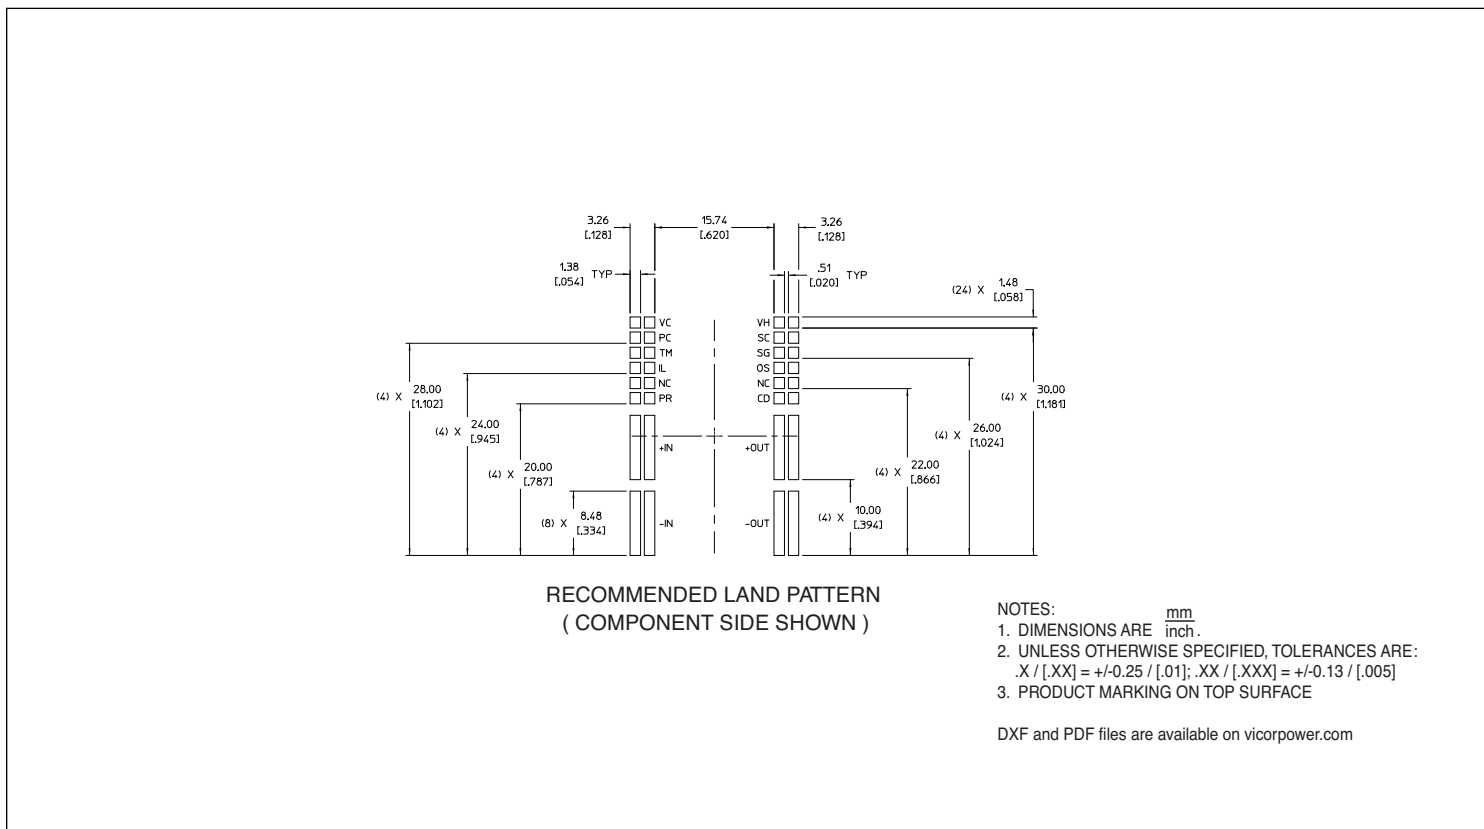 3.26
[.128]
15.74
[.620]
3.26
[.128]
1.38
[.054]
TYP
.51
[.020]
TYP
(24) X 1.48
[.058]
VC
VH
PC
SC
TM
SG
IL
OS
NC
NC
PR
CD
(4) X 28.00
[1.102]
(4) X 30.00
[1.181]
(4) X 24.00
[.945]
(4) X 26.00
[1.024]
+IN
+OUT
(4) X 20.00
[.787]
(4) X 22.00
[.866]
(8) X 8.48
[.334]
-IN
-OUT
(4) X 10.00
[.394]
RECOMMENDED LAND PATTERN
( COMPONENT SIDE SHOWN )
NOTES:
1. DIMENSIONS ARE mm
inch.
2. UNLESS OTHERWISE SPECIFIED, TOLERANCES ARE:
.X / [.XX] = +/-0.25 / [.01]; .XX / [.XXX] = +/-0.13 / [.005]
3. PRODUCT MARKING ON TOP SURFACE
DXF and PDF files are available on vicorpower.com